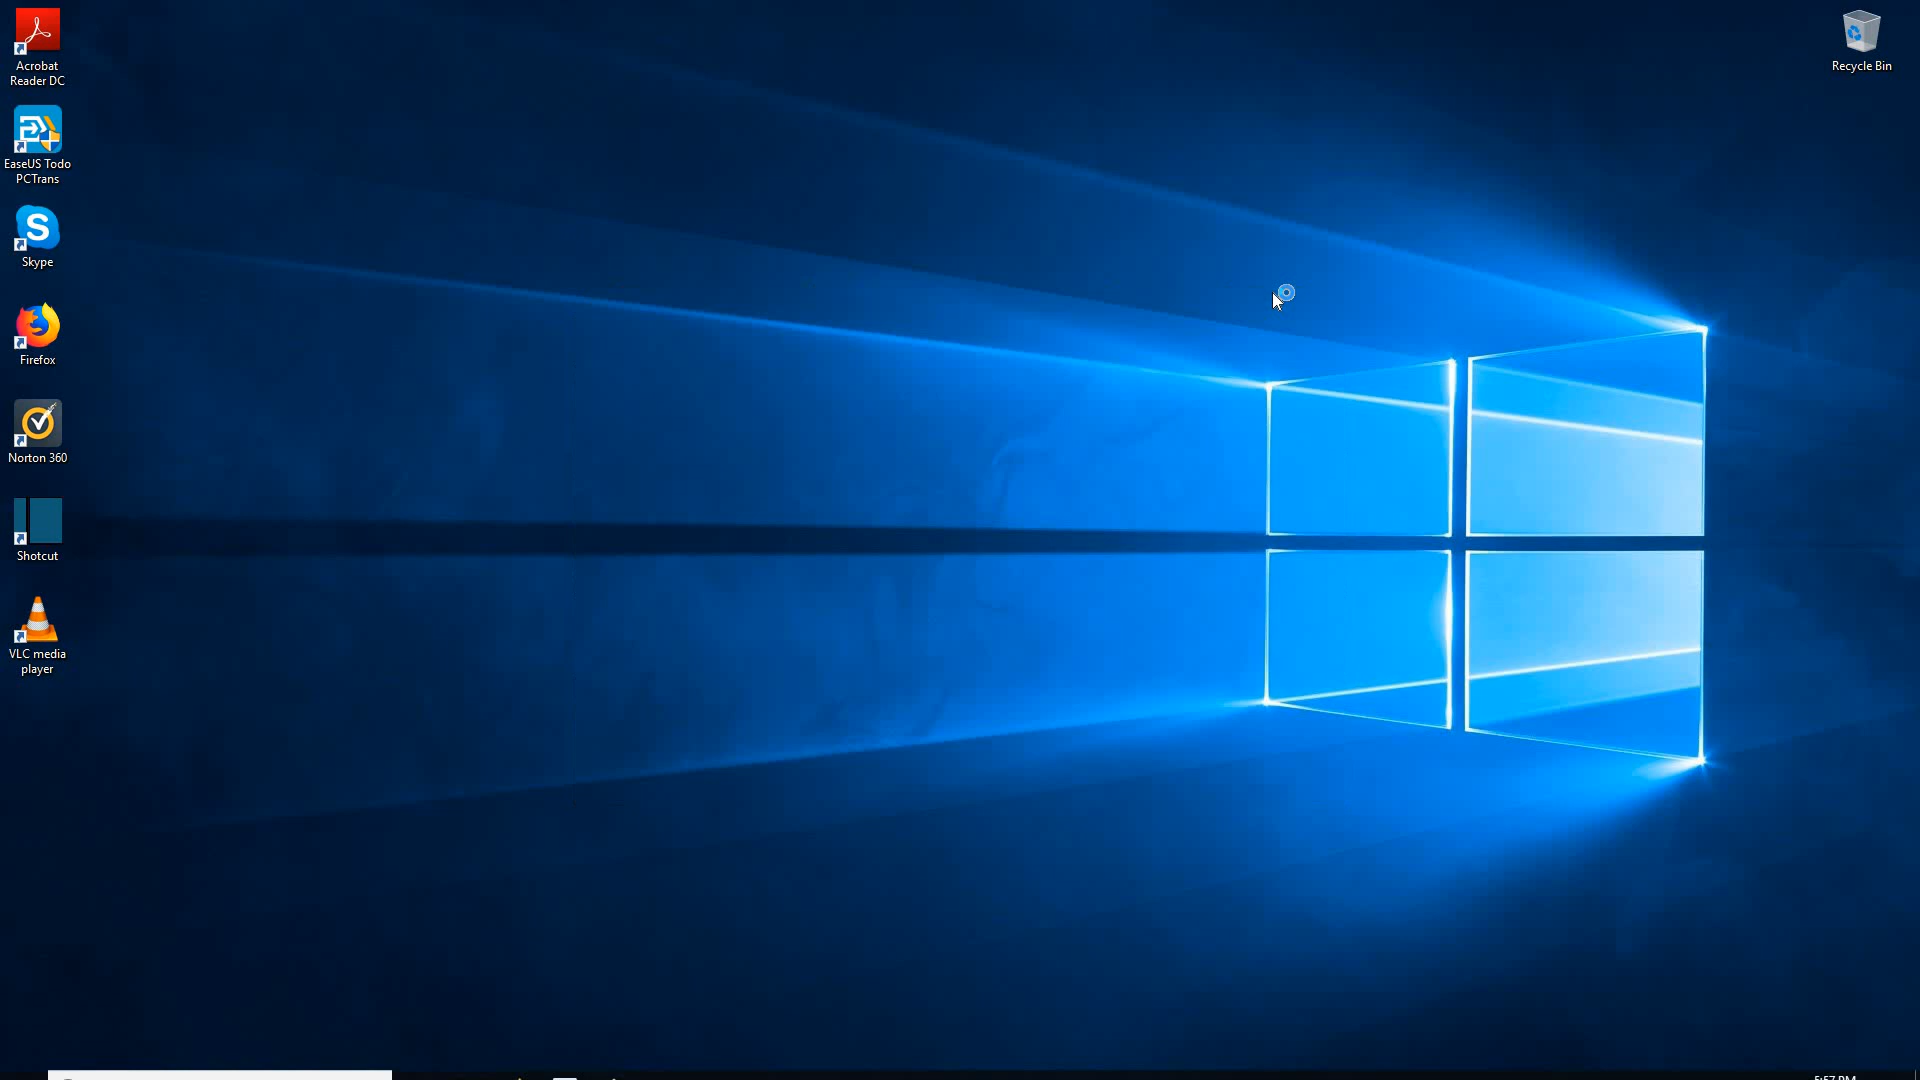 Acrobat
Reader DC
EaseUS Todo
PCTrans
Skype
Firefox
Norton 360
Shotcut
VLC media
player
Recycle Bin